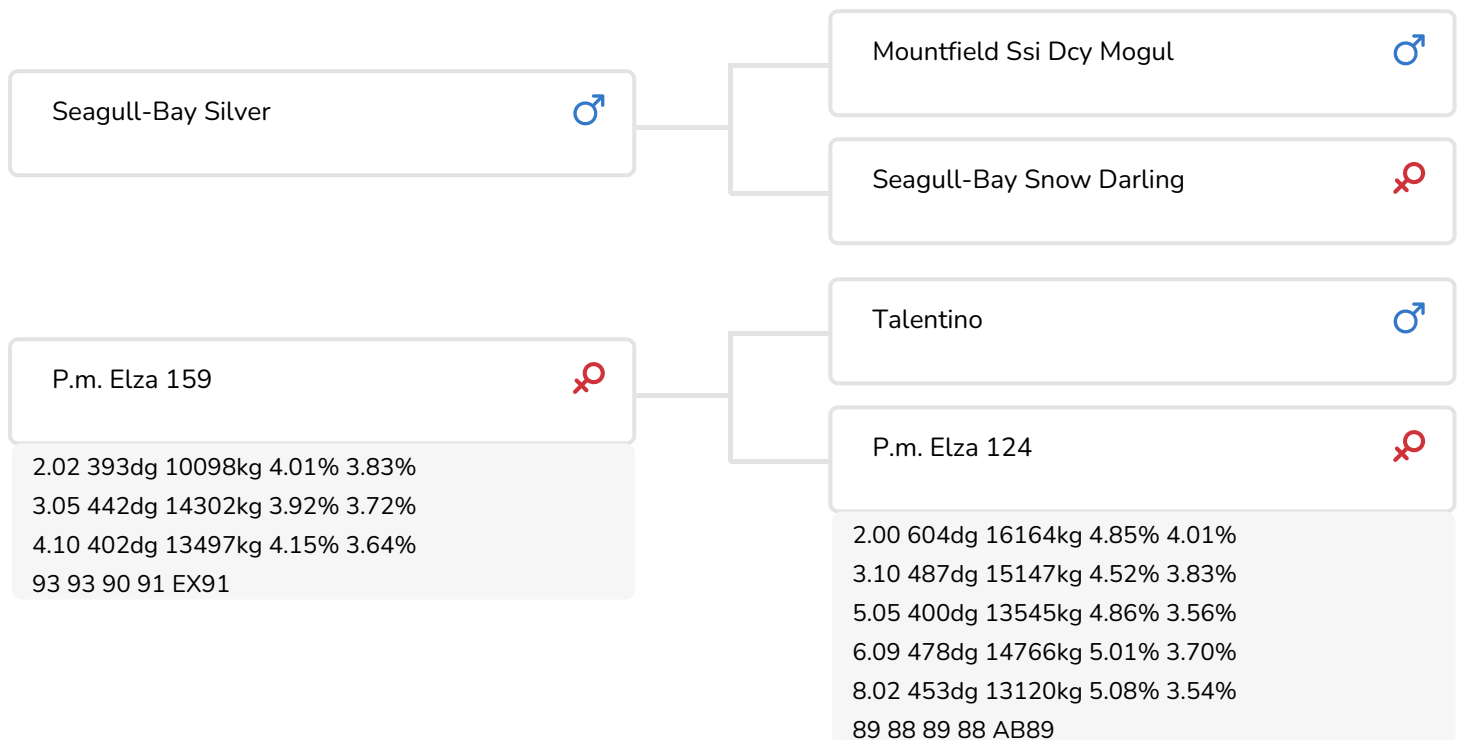 Mountfield Ssi Dcy Mogul
Seagull-Bay Silver
Seagull-Bay Snow Darling
Talentino
P.m. Elza 159
2.02 393dg 10098kg 4.01% 3.83%
3.05 442dg 14302kg 3.92% 3.72%
4.10 402dg 13497kg 4.15% 3.64%
93 93 90 91 EX91
P.m. Elza 124
2.00 604dg 16164kg 4.85% 4.01%
3.10 487dg 15147kg 4.52% 3.83%
5.05 400dg 13545kg 4.86% 3.56%
6.09 478dg 14766kg 5.01% 3.70%
8.02 453dg 13120kg 5.08% 3.54%
89 88 89 88 AB89